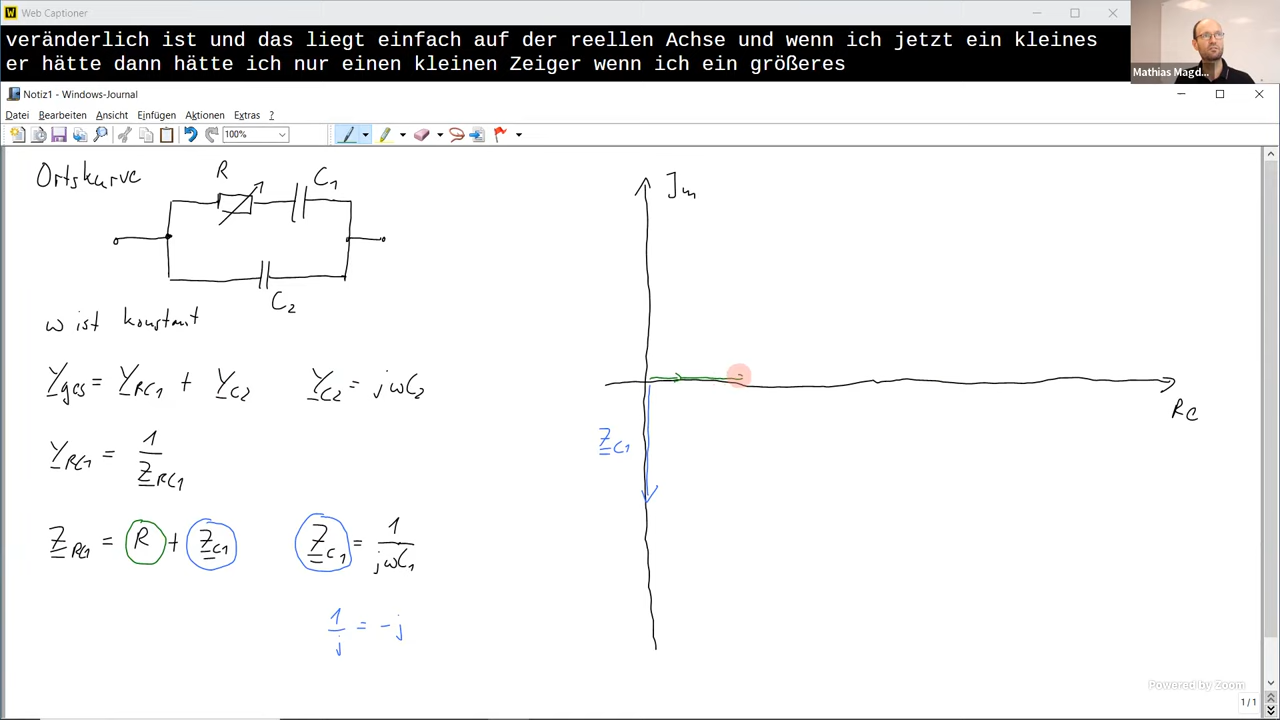 Web Captioner
veränderlich ist und das liegt einfach auf der reellen Achse und wenn ich jetzt ein kleines
er hätte dann hätte ich nur einen kleinen Zeiger wenn ich ein größeres
Mathias Magd...
Notiz1 - Windows-Journal
Datei Bearbeiten Ansicht Einfügen Aktionen Extras ?
100%
Ortskurve
R
C1
C2
Im
Re
ω ist konstant
Yges = YRC1 + YC2 YC2 = jωC2
YRC1 = 1/ZRC1
ZC1
ZRC1 = R + ZC1 ZC1 = 1/jωC1
1/j = -j
Powered by Zoom
1/1